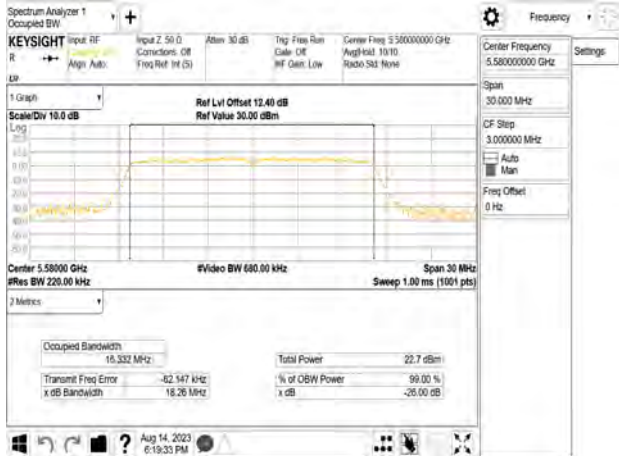 Spectrum Analyzer 1
Occupied BW
+
Frequency
KEYSIGHT Input: RF
R
Align: Auto
Input Z: 50 Ω
Corrections: Off
Freq Ref: Int (S)
Atten: 30 dB
Trig: Free Run
Gate: Off
#IF Gain: Low
Center Freq: 5.580000000 GHz
Avg|Hold: 10/10
Radio Std: None
Center Frequency
5.580000000 GHz
Settings
Span
30.000 MHz
CF Step
3.000000 MHz
Auto
Man
Freq Offset
0 Hz
1 Graph
Scale/Div 10.0 dB
Ref Lvl Offset 12.40 dB
Ref Value 30.00 dBm
Log
Center 5.58000 GHz
#Res BW 220.00 kHz
#Video BW 680.00 kHz
Span 30 MHz
Sweep 1.00 ms (1001 pts)
2 Metrics
Occupied Bandwidth
16.332 MHz
Total Power 22.7 dBm
Transmit Freq Error -62.147 kHz
% of OBW Power 99.00 %
x dB Bandwidth 18.26 MHz
x dB -26.00 dB
?
Aug 14, 2023
6:19:33 PM